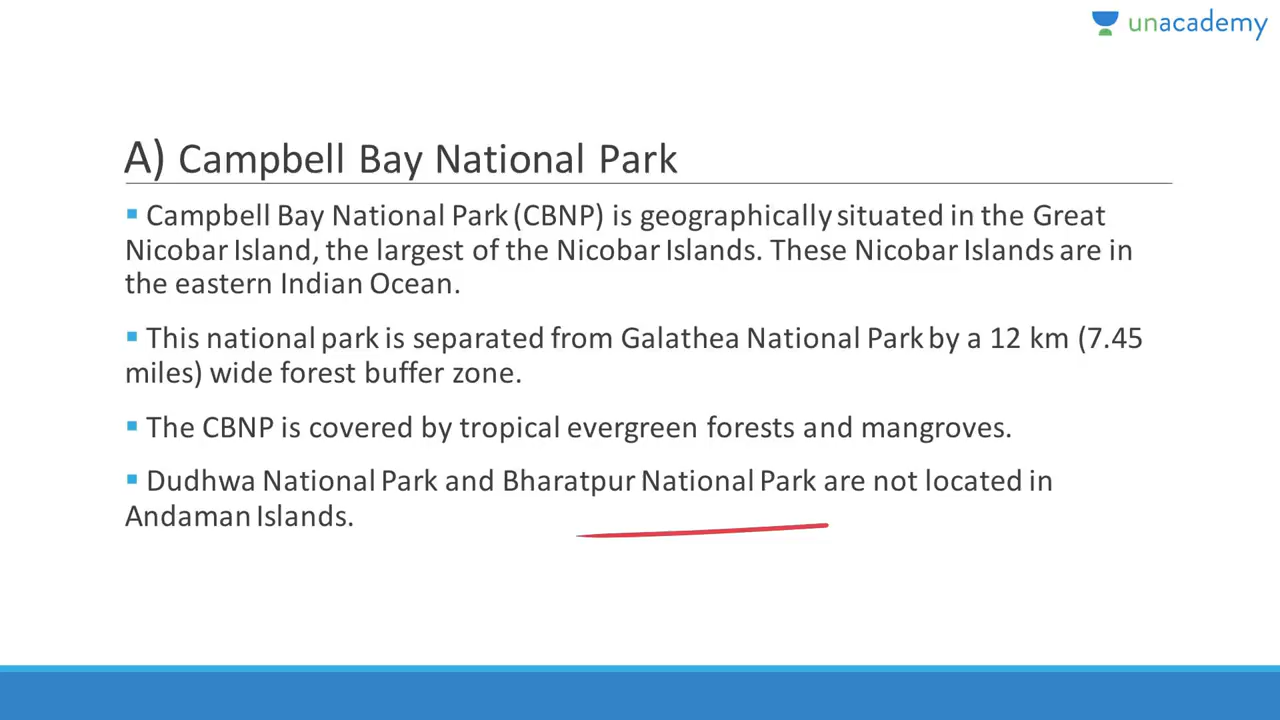 unacademy
A) Campbell Bay National Park
▪ Campbell Bay National Park (CBNP) is geographically situated in the Great
Nicobar Island, the largest of the Nicobar Islands. These Nicobar Islands are in
the eastern Indian Ocean.
▪ This national park is separated from Galathea National Park by a 12 km (7.45
miles) wide forest buffer zone.
▪ The CBNP is covered by tropical evergreen forests and mangroves.
▪ Dudhwa National Park and Bharatpur National Park are not located in
Andaman Islands.